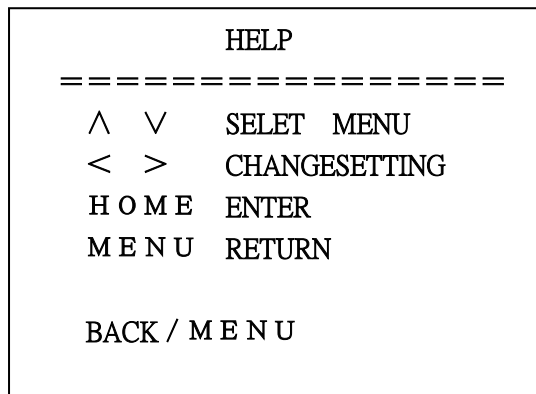 HELP
================
∧ ∨ SELET MENU
< > CHANGESETTING
HOME ENTER
MENU RETURN
BACK / MENU